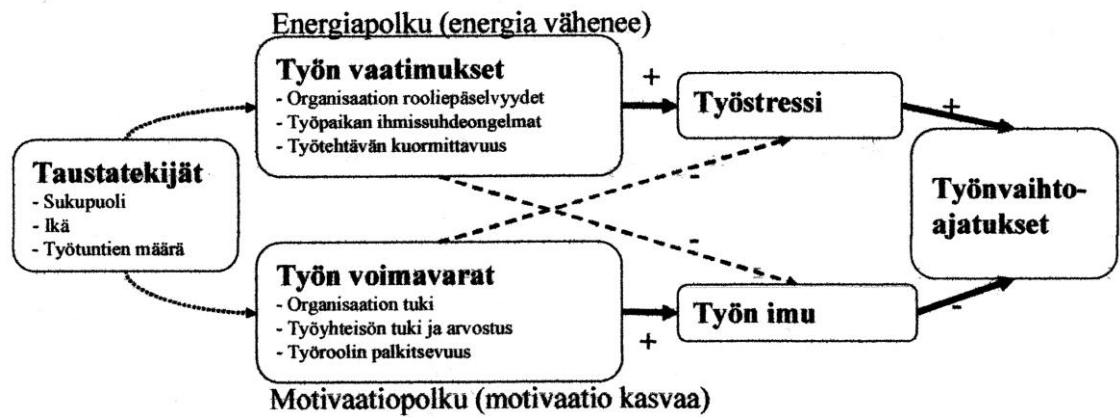 Energiapolku (energia vähenee)
Työn vaatimukset
- Organisaation rooliepäselvyydet
- Työpaikan ihmissuhdeongelmat
- Työtehtävän kuormittavuus
+
Työstressi
+
Taustatekijät
- Sukupuoli
- Ikä
- Työtuntien määrä
-
-
Työnvaihto-
ajatukset
Työn voimavarat
- Organisaation tuki
- Työyhteisön tuki ja arvostus
- Työroolin palkitsevuus
+
Työn imu
-
Motivaatiopolku (motivaatio kasvaa)